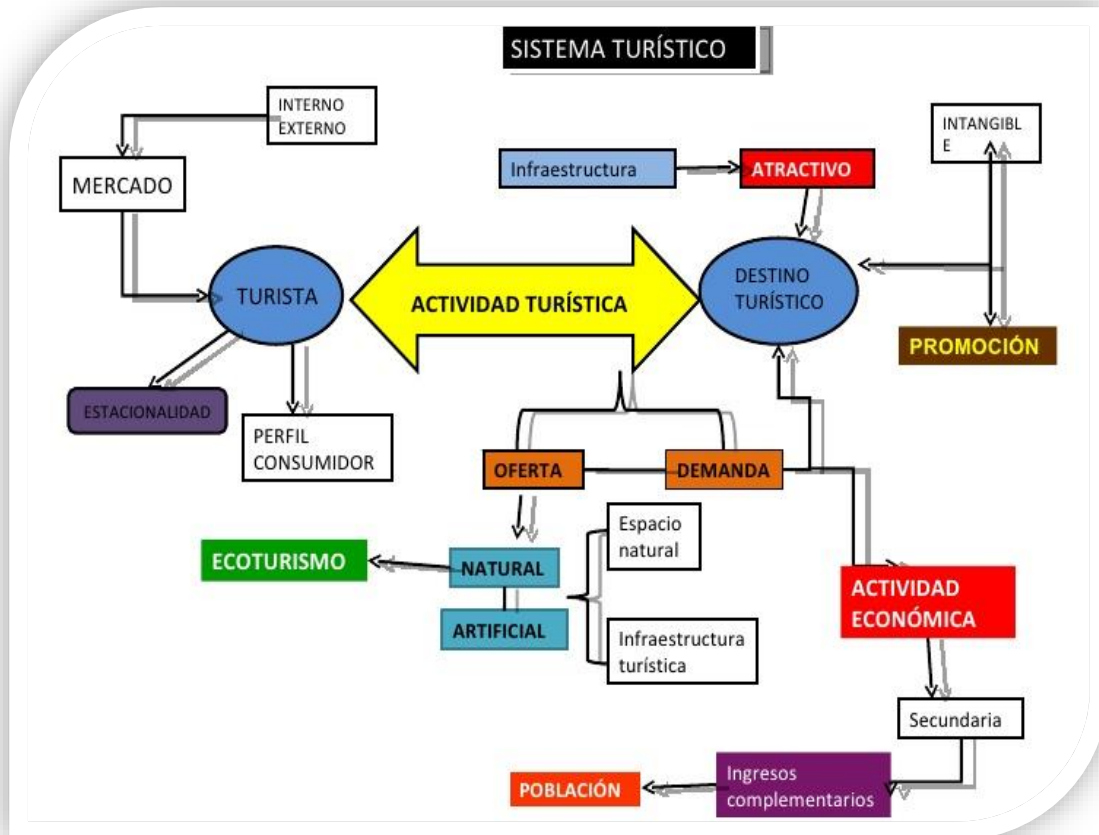 SISTEMA TURÍSTICO
INTERNO
EXTERNO
MERCADO
INTANGIBL
E
Infraestructura
ATRACTIVO
TURISTA
ACTIVIDAD TURÍSTICA
DESTINO
TURÍSTICO
PROMOCIÓN
ESTACIONALIDAD
PERFIL
CONSUMIDOR
OFERTA
DEMANDA
Espacio
natural
ECOTURISMO
NATURAL
ARTIFICIAL
Infraestructura
turística
ACTIVIDAD
ECONÓMICA
Secundaria
Ingresos
complementarios
POBLACIÓN